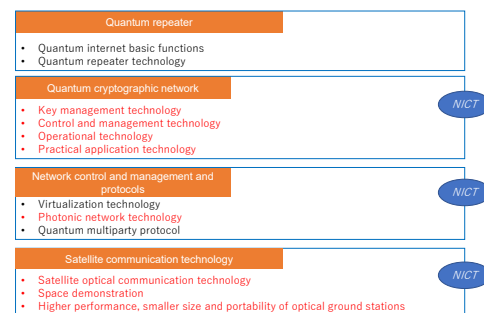 Quantum repeater
• Quantum internet basic functions
• Quantum repeater technology
Quantum cryptographic network
• Key management technology
• Control and management technology
• Operational technology
• Practical application technology
NICT
Network control and management and
protocols
• Virtualization technology
• Photonic network technology
• Quantum multiparty protocol
NICT
Satellite communication technology
• Satellite optical communication technology
• Space demonstration
• Higher performance, smaller size and portability of optical ground stations
NICT